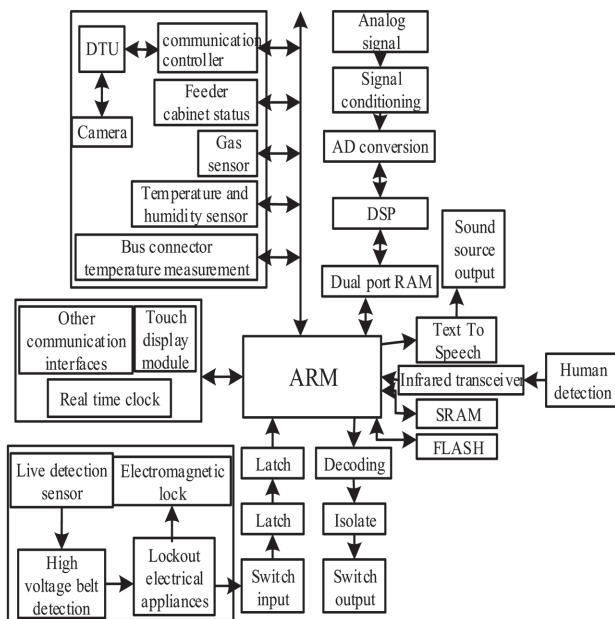 DTU
communication
controller
Feeder
cabinet status
Camera
Gas
sensor
Temperature and
humidity sensor
Bus connector
temperature measurement
Analog
signal
Signal
conditioning
AD conversion
DSP
Dual port RAM
Sound
source
output
Text To
Speech
Other
communication
interfaces
Touch
display
module
Real time clock
ARM
Infrared transceiver
Human
detection
SRAM
FLASH
Live detection
sensor
Electromagnetic
lock
High
voltage belt
detection
Lockout
electrical
appliances
Latch
Latch
Switch
input
Decoding
Isolate
Switch
output